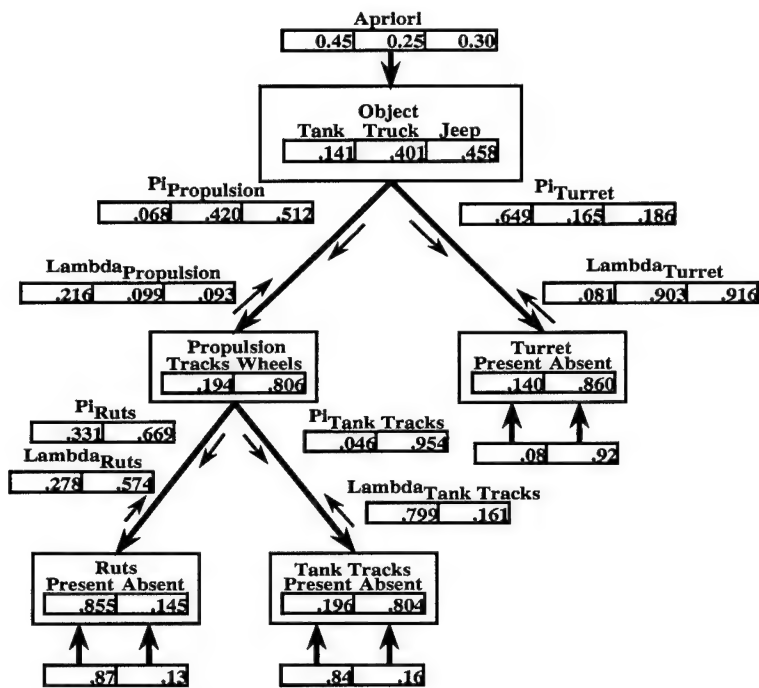 Apriori
0.45 0.25 0.30
Object
Tank Truck Jeep
.141 .401 .458
PiPropulsion
.068 .420 .512
PiTurret
.649 .165 .186
LambdaPropulsion
.216 .099 .093
LambdaTurret
.081 .903 .916
Propulsion
Tracks Wheels
.194 .806
Turret
Present Absent
.140 .860
PiRuts
.331 .669
PiTank Tracks
.046 .954
.08 .92
LambdaRuts
.278 .574
LambdaTank Tracks
.799 .161
Ruts
Present Absent
.855 .145
Tank Tracks
Present Absent
.196 .804
.87 .13
.84 .16